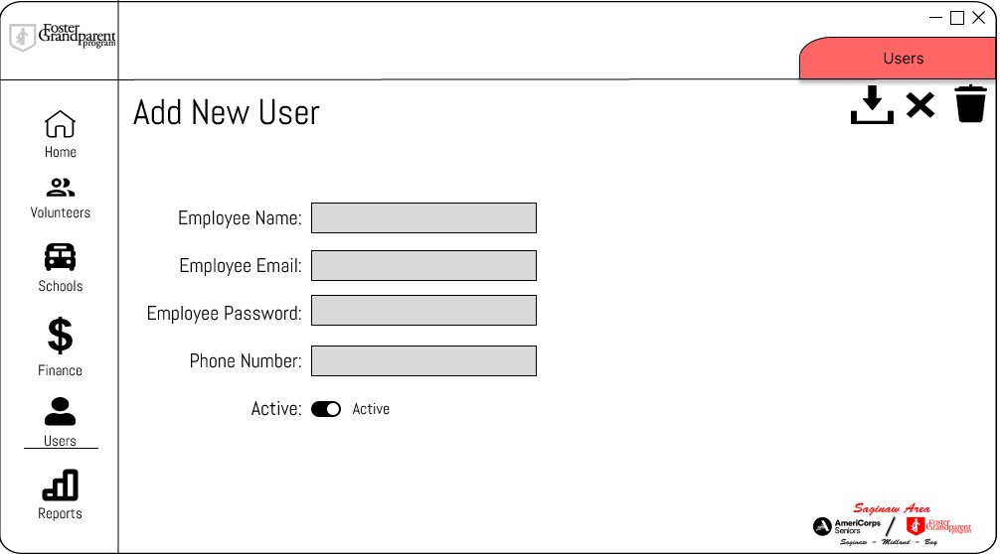 Foster
Grandparent
program
Users
Add New User
Home
Volunteers
Schools
Finance
Users
Reports
Employee Name:
Employee Email:
Employee Password:
Phone Number:
Active: Active
Saginaw Area
AmeriCorps
Seniors
Foster
Grandparent
program
Saginaw - Midland - Bay